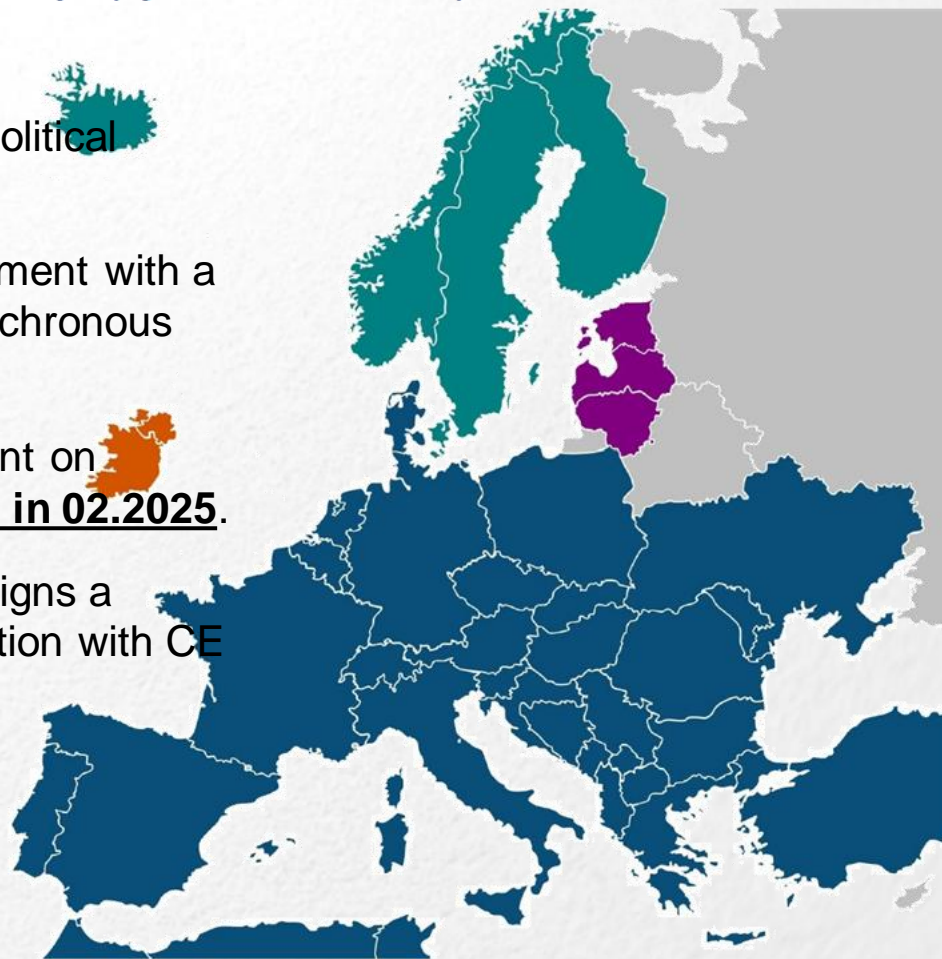 olitical
ment with a
chronous
nt on
in 02.2025.
igns a
tion with CE